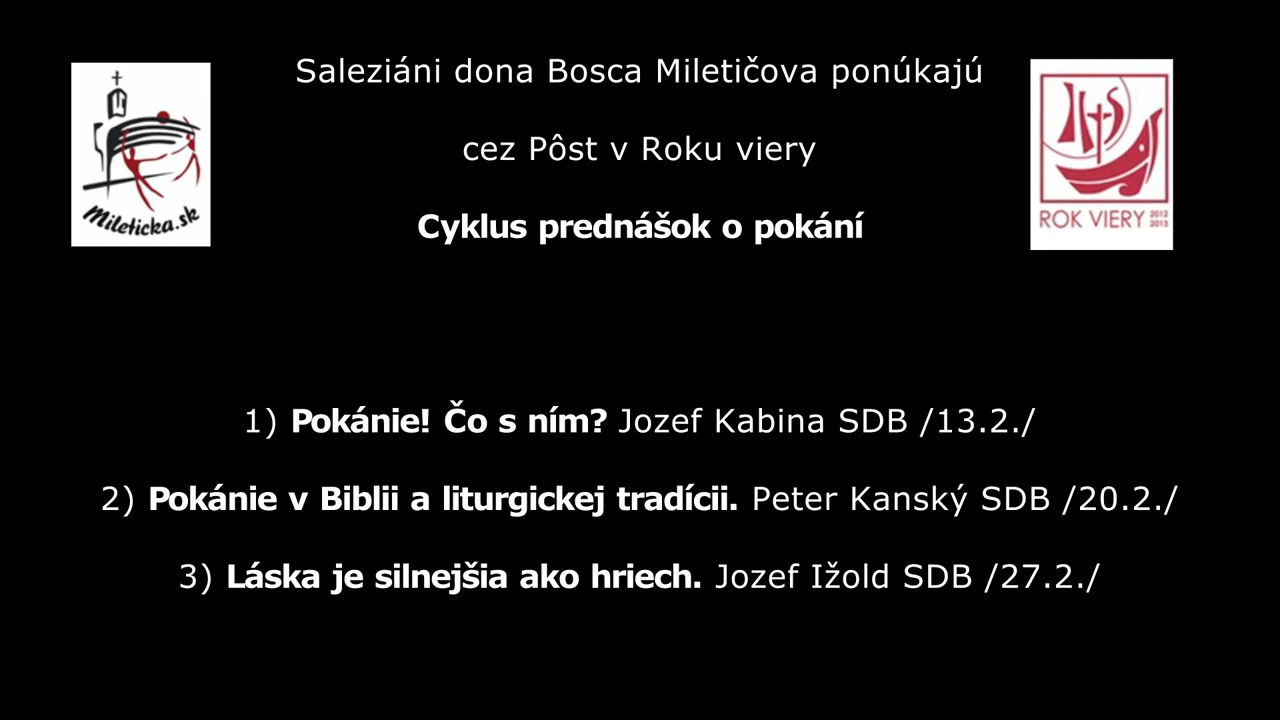 Saleziáni dona Bosca Miletičova ponúkajú
cez Pôst v Roku viery
Cyklus prednášok o pokání
Mileticka.sk
IHS
ROK VIERY 2012 2013
1) Pokánie! Čo s ním? Jozef Kabina SDB /13.2./
2) Pokánie v Biblii a liturgickej tradícii. Peter Kanský SDB /20.2./
3) Láska je silnejšia ako hriech. Jozef Ižold SDB /27.2./